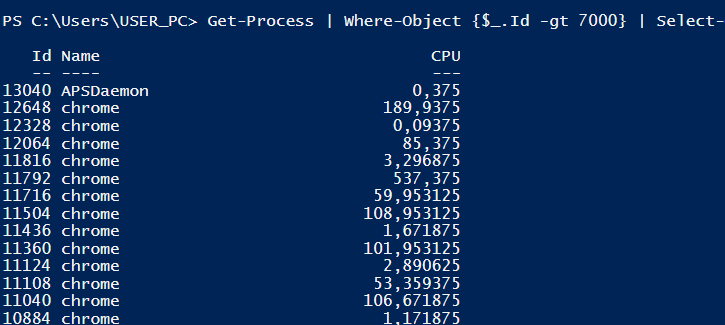 PS C:\Users\USER_PC> Get-Process | Where-Object {$_.Id -gt 7000} | Select-
Id Name CPU
-- ---- ---
13040 APSDaemon 0,375
12648 chrome 189,9375
12328 chrome 0,09375
12064 chrome 85,375
11816 chrome 3,296875
11792 chrome 537,375
11716 chrome 59,953125
11504 chrome 108,953125
11436 chrome 1,671875
11360 chrome 101,953125
11124 chrome 2,890625
11108 chrome 53,359375
11040 chrome 106,671875
10884 chrome 1,171875